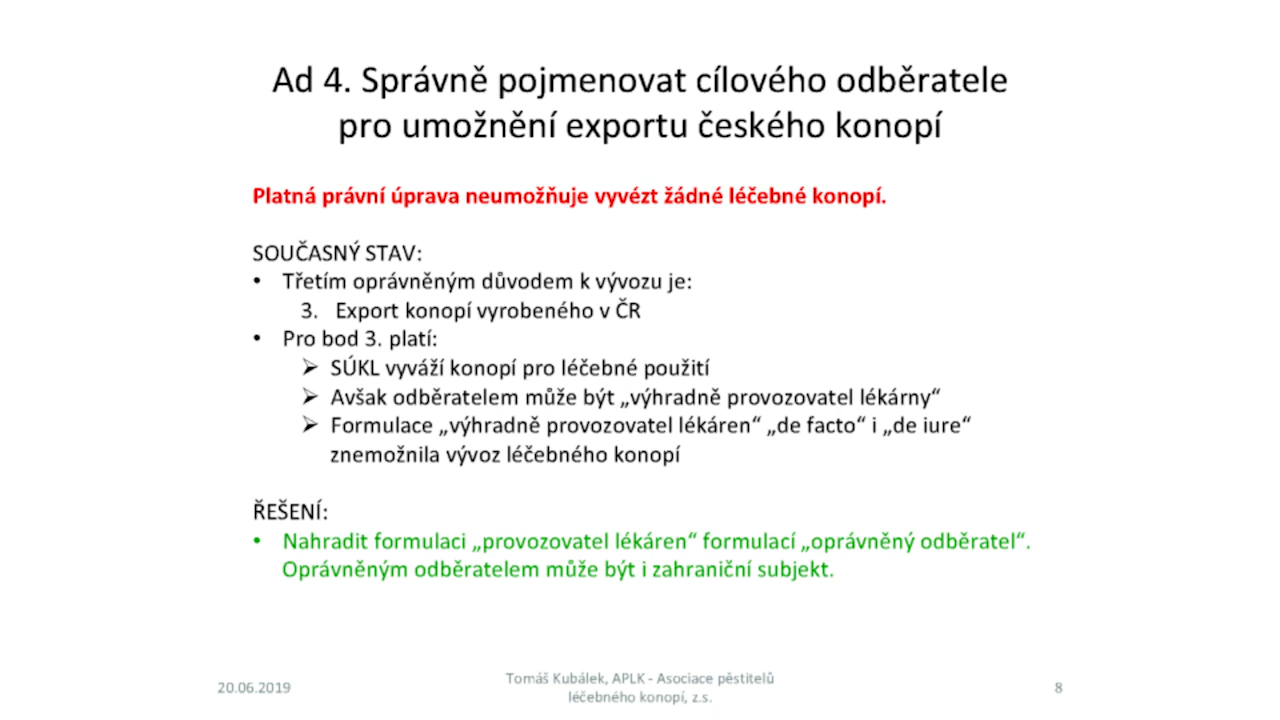 Ad 4. Správně pojmenovat cílového odběratele
pro umožnění exportu českého konopí
Platná právní úprava neumožňuje vyvézt žádné léčebné konopí.
SOUČASNÝ STAV:
• Třetím oprávněným důvodem k vývozu je:
3. Export konopí vyrobeného v ČR
• Pro bod 3. platí:
➢ SÚKL vyváží konopí pro léčebné použití
➢ Avšak odběratelem může být „výhradně provozovatel lékárny“
➢ Formulace „výhradně provozovatel lékáren“ „de facto“ i „de iure“
znemožnila vývoz léčebného konopí
ŘEŠENÍ:
• Nahradit formulaci „provozovatel lékáren“ formulací „oprávněný odběratel“.
Oprávněným odběratelem může být i zahraniční subjekt.
20.06.2019
Tomáš Kubálek, APLK - Asociace pěstitelů
léčebného konopí, z.s.
8